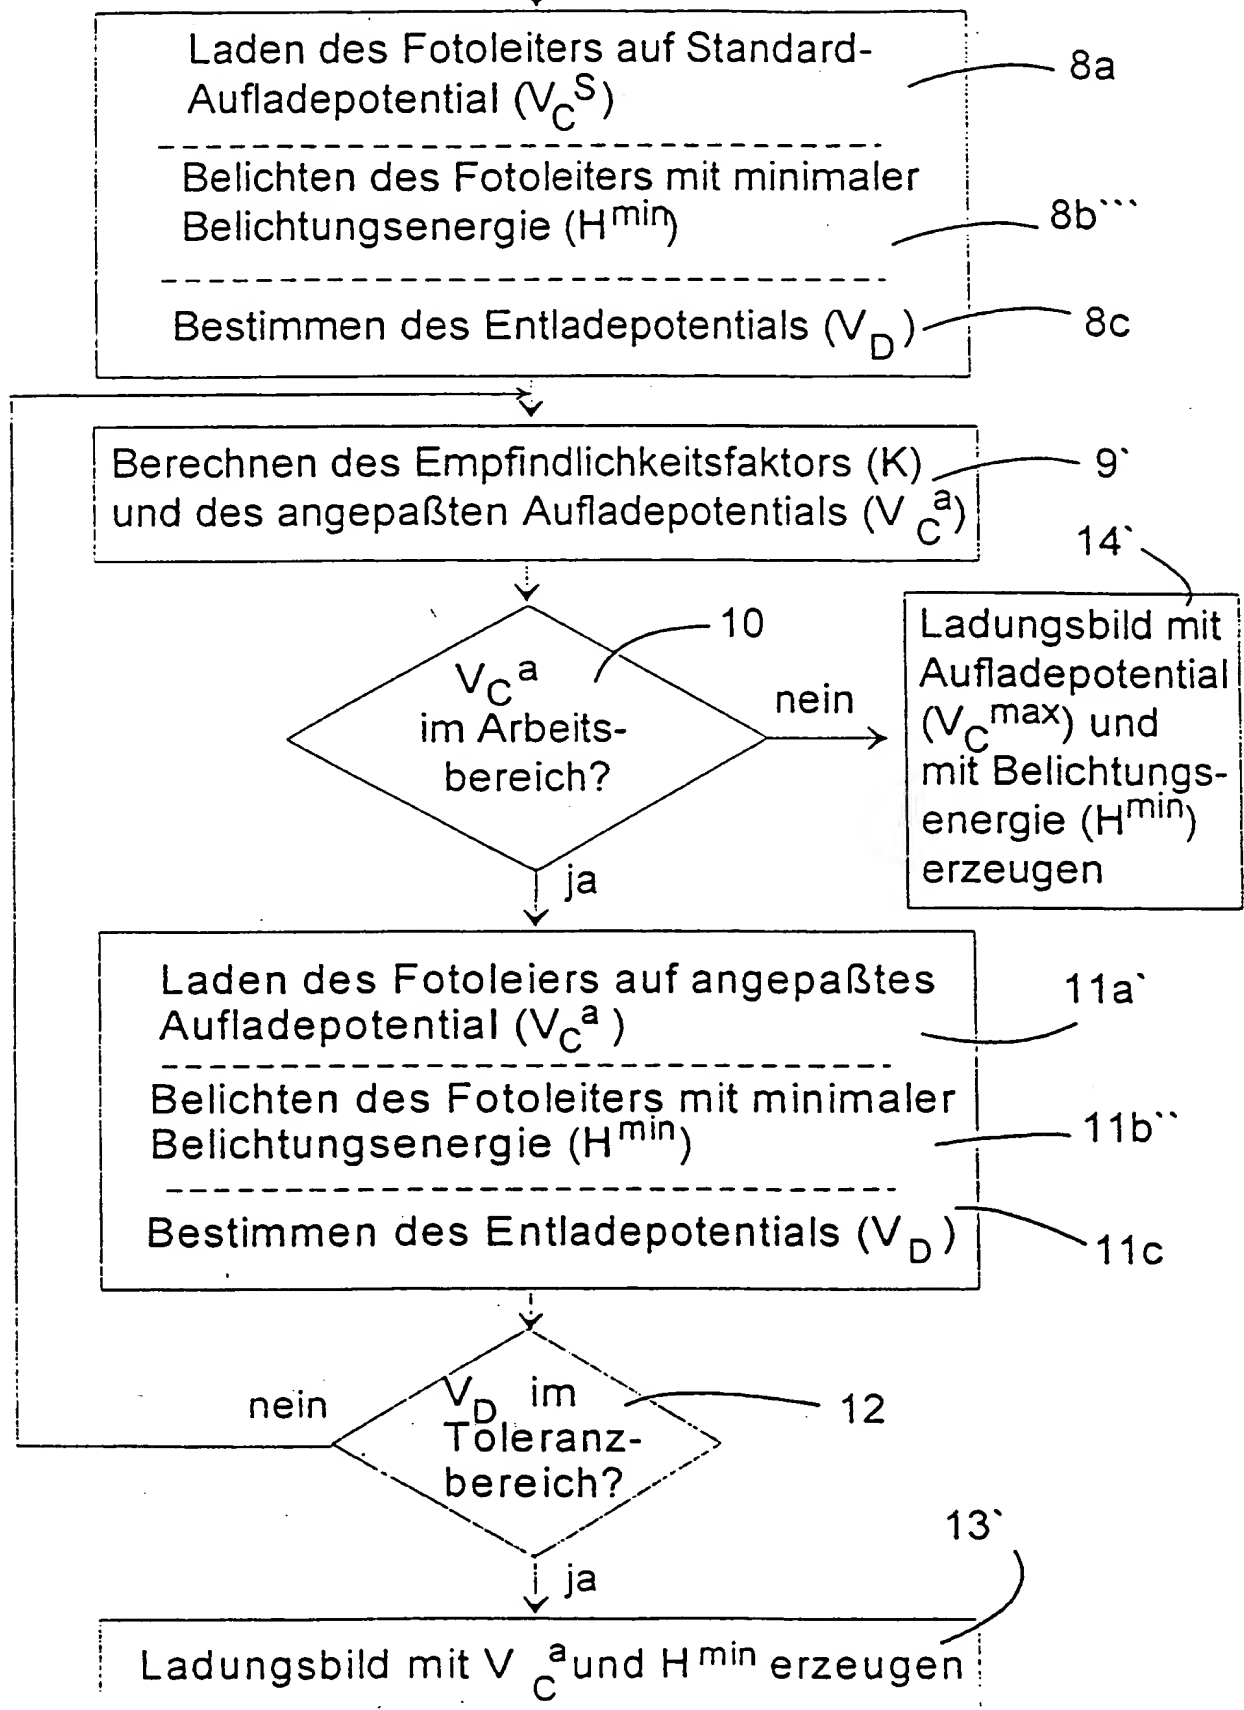 Laden des Fotoleiters auf Standard-
Aufladepotential (V_C^S)
8a
Belichten des Fotoleiters mit minimaler
Belichtungsenergie (H^min)
8b```
Bestimmen des Entladepotentials (V_D)
8c
Berechnen des Empfindlichkeitsfaktors (K)
und des angepaßten Aufladepotentials (V_C^a)
9`
10
V_C^a
im Arbeits-
bereich?
nein
14`
Ladungsbild mit
Aufladepotential
(V_C^max) und
mit Belichtungs-
energie (H^min)
erzeugen
ja
Laden des Fotoleiers auf angepaßtes
Aufladepotential (V_C^a)
11a`
Belichten des Fotoleiters mit minimaler
Belichtungsenergie (H^min)
11b``
Bestimmen des Entladepotentials (V_D)
11c
nein
V_D im
Toleranz-
bereich?
12
ja
13`
Ladungsbild mit V_C^a und H^min erzeugen